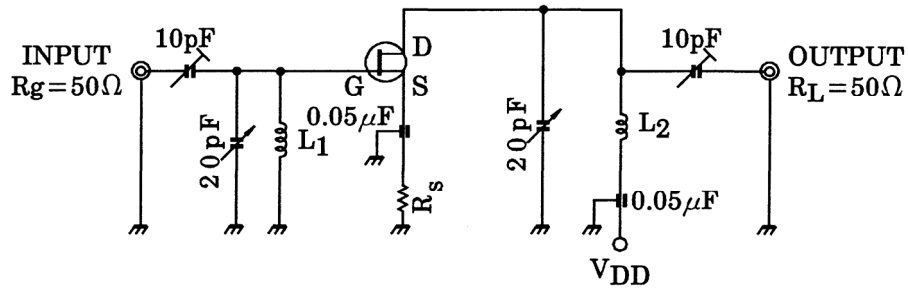 INPUT
Rg=50Ω
10pF
20pF
L1
G
D
S
0.05μF
Rs
20pF
L2
0.05μF
VDD
10pF
OUTPUT
RL=50Ω